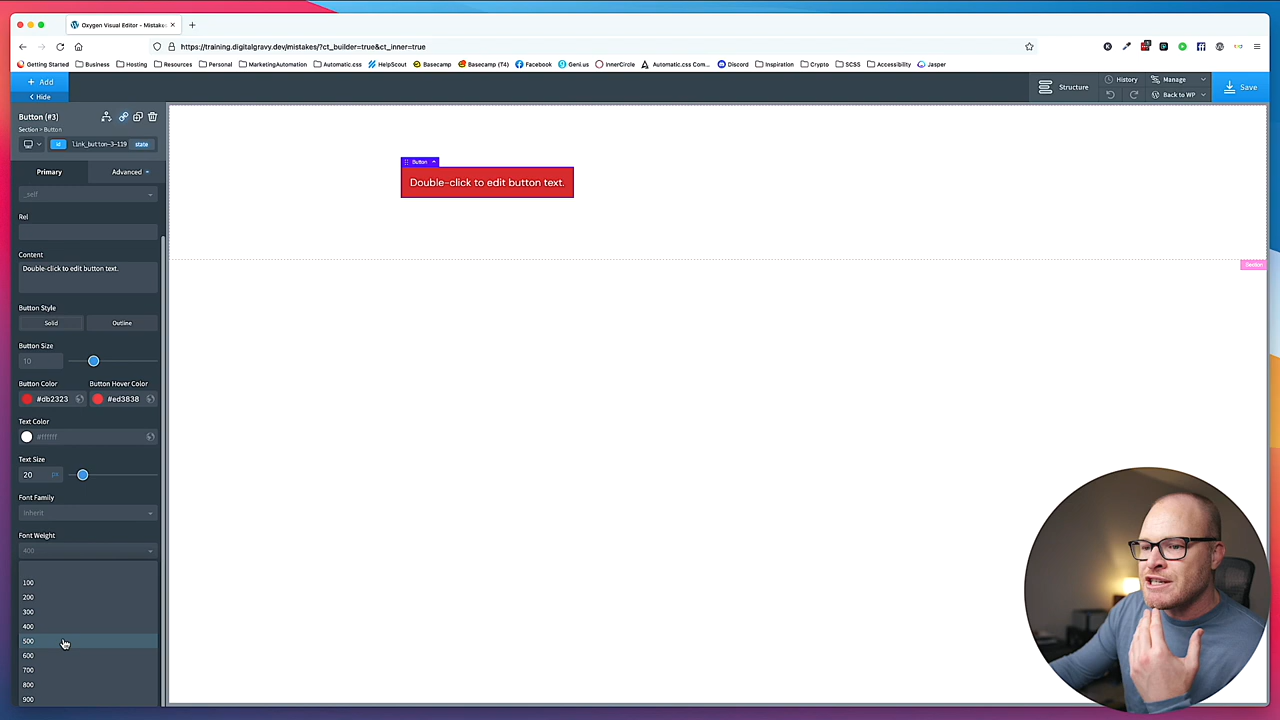 Oxygen Visual Editor - Mistake
https://training.digitalgravy.dev/mistakes/?ct_builder=true&ct_inner=true
Getting Started Business Hosting Resources Personal MarketingAutomation Automatic.css HelpScout Basecamp Basecamp (T4) Facebook Geni.us InnerCircle Automatic.css Com... Discord Inspiration Crypto SCSS Accessibility Jasper
+ Add
Hide
Structure
History
Manage
Back to WP
Save
Button (#3)
Section > Button
id link_button-3-119 state
Primary
Advanced
_self
Rel
Content
Double-click to edit button text.
Button Style
Solid Outline
Button Size
10
Button Color Button Hover Color
#db2323 #ed3838
Text Color
#ffffff
Text Size
20 px
Font Family
Inherit
Font Weight
400
100
200
300
400
500
600
700
800
900
Button
Double-click to edit button text.
Section